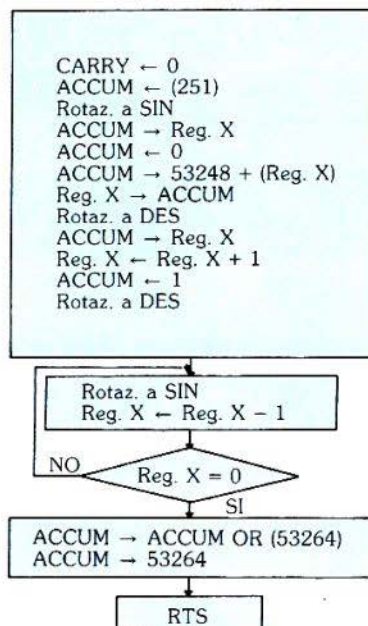 CARRY ← 0
ACCUM ← (251)
Rotaz. a SIN
ACCUM → Reg. X
ACCUM ← 0
ACCUM → 53248 + (Reg. X)
Reg. X → ACCUM
Rotaz. a DES
ACCUM → Reg. X
Reg. X ← Reg. X + 1
ACCUM ← 1
Rotaz. a DES
Rotaz. a SIN
Reg. X ← Reg. X − 1
NO
Reg. X = 0
SI
ACCUM → ACCUM OR (53264)
ACCUM → 53264
RTS